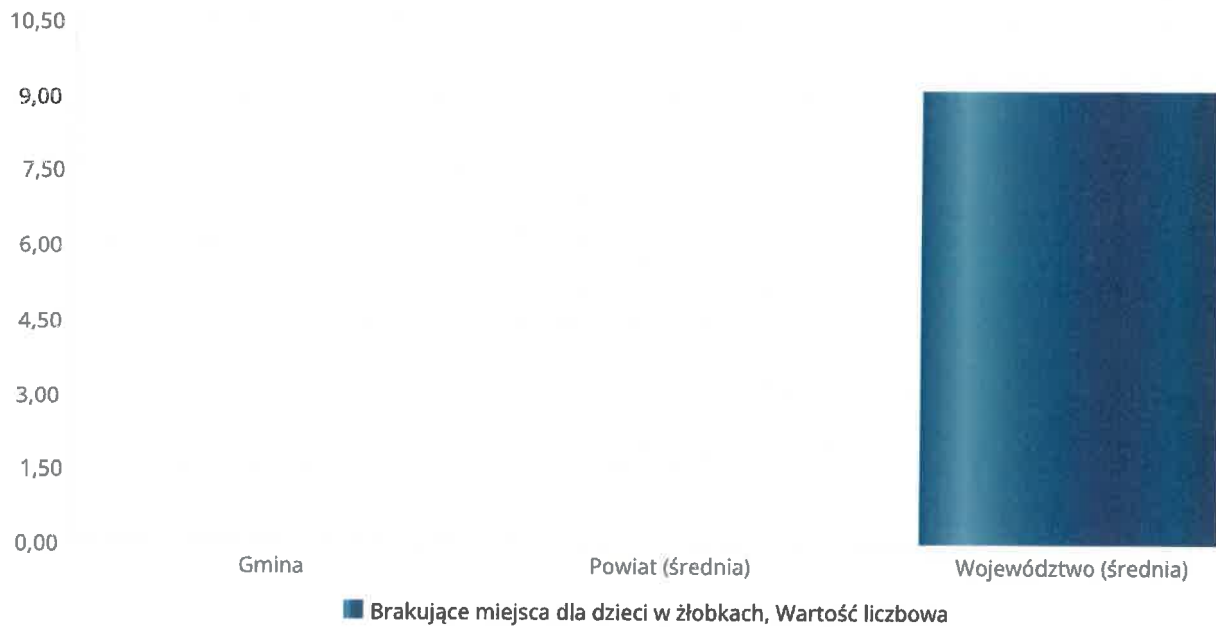 10,50
9,00
7,50
6,00
4,50
3,00
1,50
0,00
Gmina
Powiat (średnia)
Województwo (średnia)
Brakujące miejsca dla dzieci w żłobkach, Wartość liczbowa